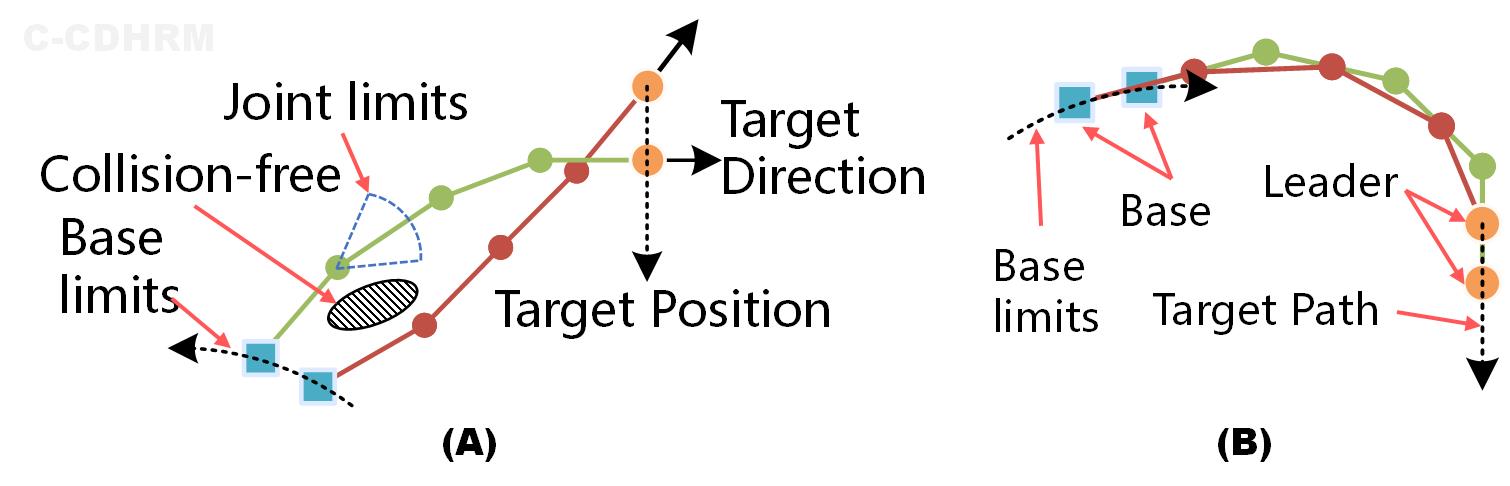 C-CDHRM
Joint limits
Collision-free
Base
limits
Target
Direction
Target Position
(A)
Base
Leader
Base
limits
Target Path
(B)